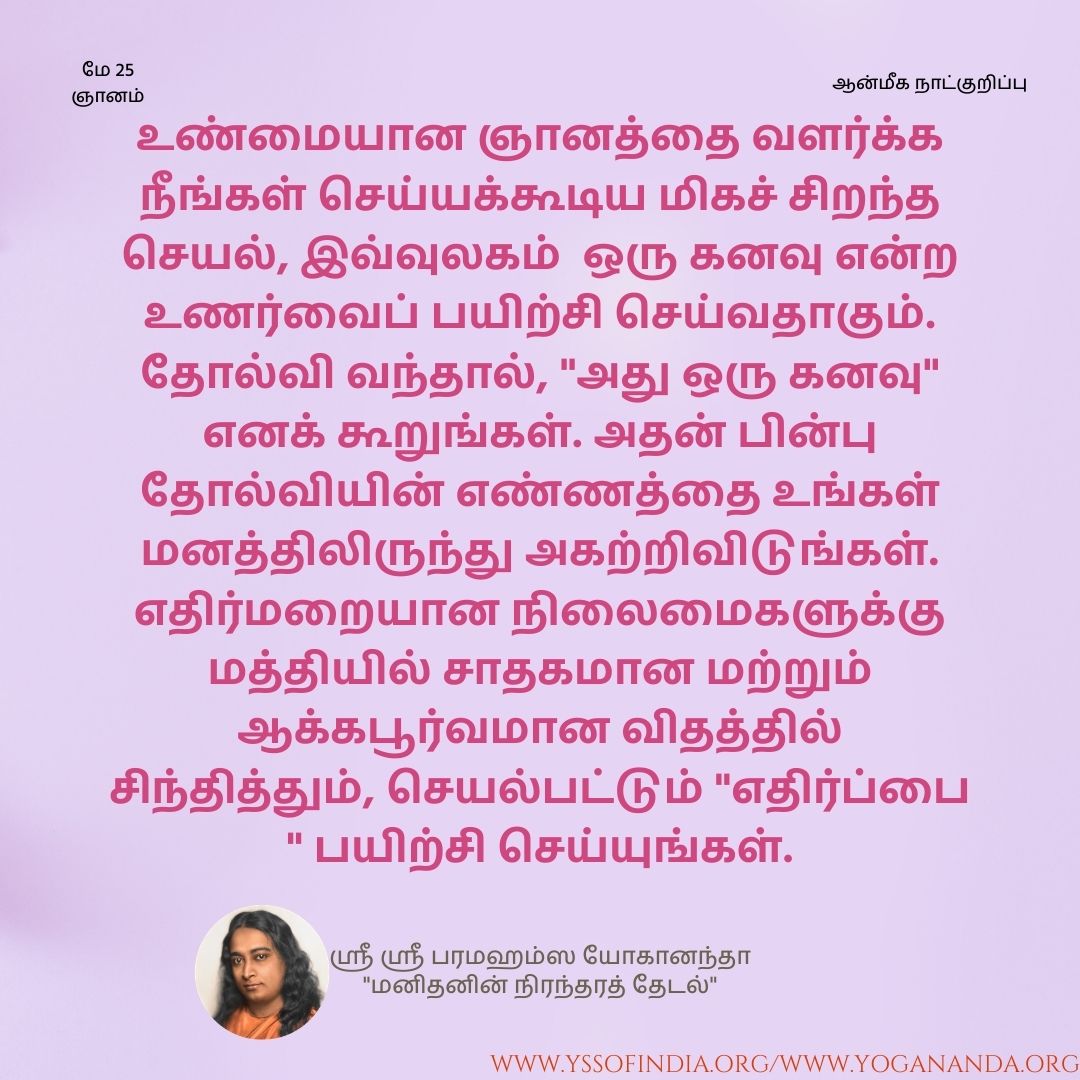 மே 25
ஞானம்
ஆன்மீக நாட்குறிப்பு
உண்மையான ஞானத்தை வளர்க்க
நீங்கள் செய்யக்கூடிய மிகச் சிறந்த
செயல், இவ்வுலகம் ஒரு கனவு என்ற
உணர்வைப் பயிற்சி செய்வதாகும்.
தோல்வி வந்தால், "அது ஒரு கனவு"
எனக் கூறுங்கள். அதன் பின்பு
தோல்வியின் எண்ணத்தை உங்கள்
மனத்திலிருந்து அகற்றிவிடுங்கள்.
எதிர்மறையான நிலைமைகளுக்கு
மத்தியில் சாதகமான மற்றும்
ஆக்கபூர்வமான விதத்தில்
சிந்தித்தும், செயல்பட்டும் "எதிர்ப்பை
" பயிற்சி செய்யுங்கள்.
ஸ்ரீ ஸ்ரீ பரமஹம்ஸ யோகானந்தா
"மனிதனின் நிரந்தரத் தேடல்"
WWW.YSSOFINDIA.ORG/WWW.YOGANANDA.ORG